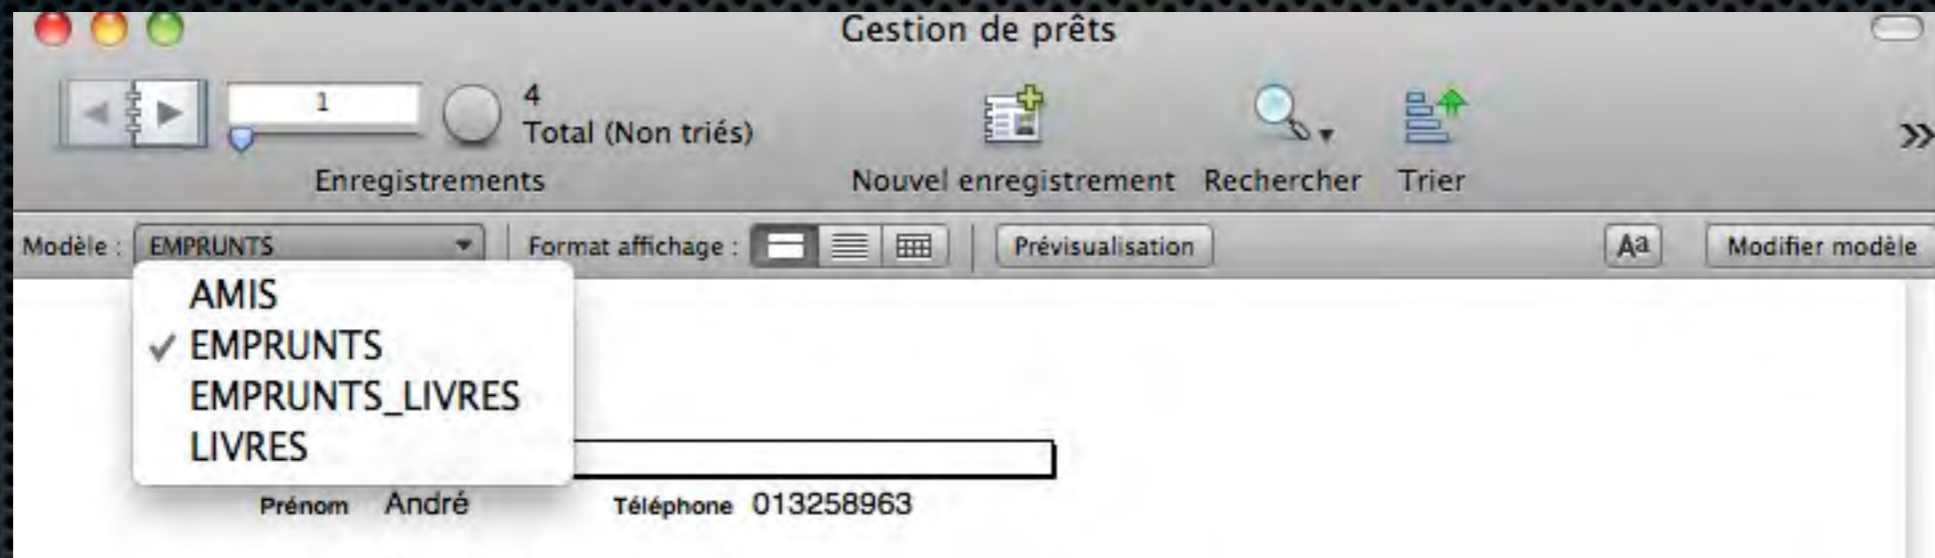 Gestion de prêts
1
4
Total (Non triés)
Enregistrements
Nouvel enregistrement
Rechercher
Trier
Modèle : EMPRUNTS
Format affichage :
Prévisualisation
Aa
Modifier modèle
AMIS
✓ EMPRUNTS
EMPRUNTS_LIVRES
LIVRES
Prénom André Téléphone 013258963